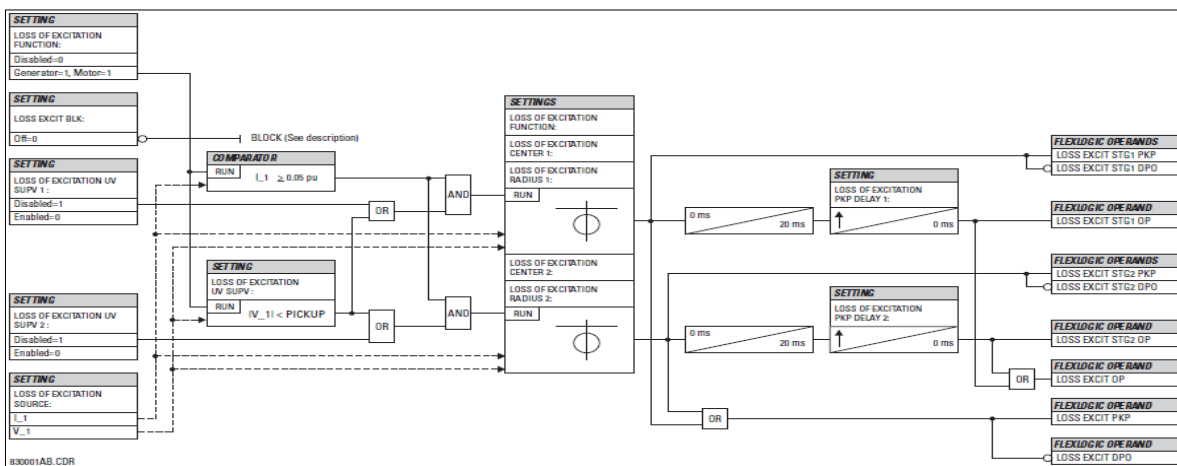 SETTING
LOSS OF EXCITATION
FUNCTION:
Disabled=0
Generator=1, Motor=1
SETTING
LOSS EXCIT BLK:
Off=0
BLOCK (See description)
SETTING
LOSS OF EXCITATION UV
SUPV 1:
Disabled=1
Enabled=0
SETTING
LOSS OF EXCITATION UV
SUPV 2:
Disabled=1
Enabled=0
SETTING
LOSS OF EXCITATION
SOURCE:
I_1
V_1
830001AB.CDR
COMPARATOR
RUN
I_1 ≥ 0.05 pu
SETTING
LOSS OF EXCITATION
UV SUPV :
RUN
|V_1| < PICKUP
OR
OR
AND
AND
SETTINGS
LOSS OF EXCITATION
FUNCTION:
LOSS OF EXCITATION
CENTER 1:
LOSS OF EXCITATION
RADIUS 1:
RUN
LOSS OF EXCITATION
CENTER 2:
LOSS OF EXCITATION
RADIUS 2:
RUN
0 ms
20 ms
SETTING
LOSS OF EXCITATION
PKP DELAY 1:
0 ms
0 ms
20 ms
SETTING
LOSS OF EXCITATION
PKP DELAY 2:
0 ms
OR
OR
FLEXLOGIC OPERANDS
LOSS EXCIT STG1 PKP
LOSS EXCIT STG1 DPO
FLEXLOGIC OPERAND
LOSS EXCIT STG1 OP
FLEXLOGIC OPERANDS
LOSS EXCIT STG2 PKP
LOSS EXCIT STG2 DPO
FLEXLOGIC OPERAND
LOSS EXCIT STG2 OP
FLEXLOGIC OPERAND
LOSS EXCIT OP
FLEXLOGIC OPERAND
LOSS EXCIT PKP
FLEXLOGIC OPERAND
LOSS EXCIT DPO